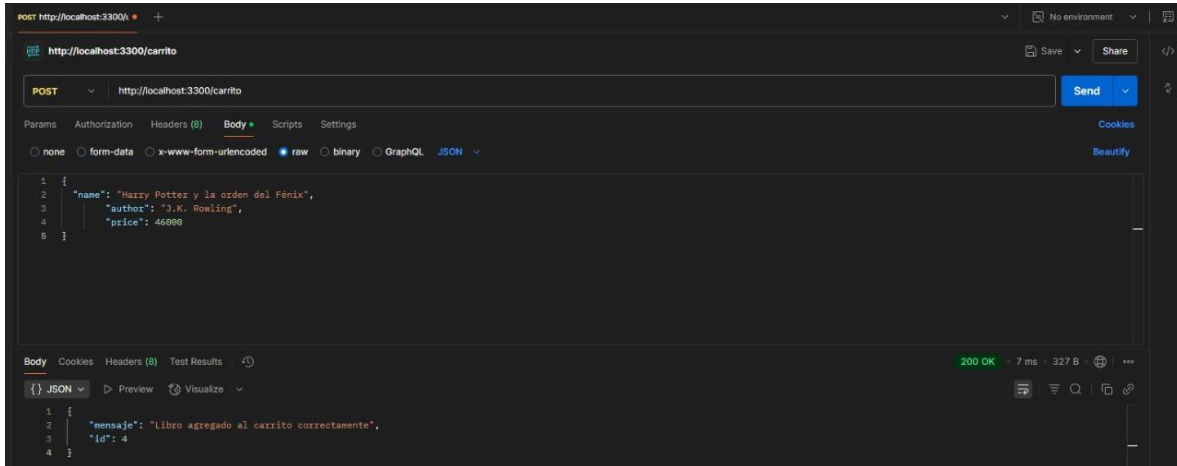 POST http://localhost:3300/c
No environment
http://localhost:3300/carrito
Save
Share
POST
http://localhost:3300/carrito
Send
Params Authorization Headers (8) Body Scripts Settings
Cookies
none form-data x-www-form-urlencoded raw binary GraphQL JSON
Beautify
1 {
2 "name": "Harry Potter y la orden del Fénix",
3 "author": "J.K. Rowling",
4 "price": 46000
5 }
Body Cookies Headers (8) Test Results
200 OK 7 ms 327 B
{} JSON Preview Visualize
1 {
2 "mensaje": "Libro agregado al carrito correctamente",
3 "id": 4
4 }